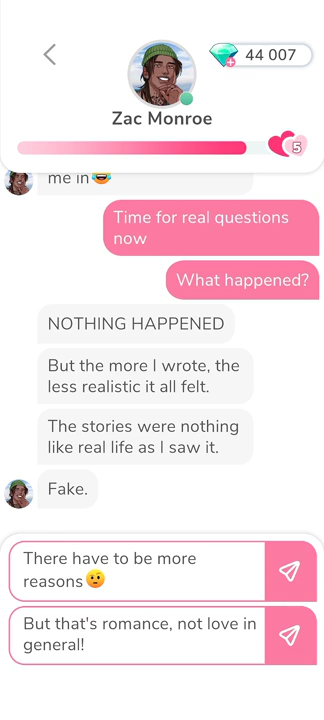 44 007
Zac Monroe
5
me in😂
Time for real questions
now
What happened?
NOTHING HAPPENED
But the more I wrote, the
less realistic it all felt.
The stories were nothing
like real life as I saw it.
Fake.
There have to be more
reasons🤨
But that's romance, not love in
general!